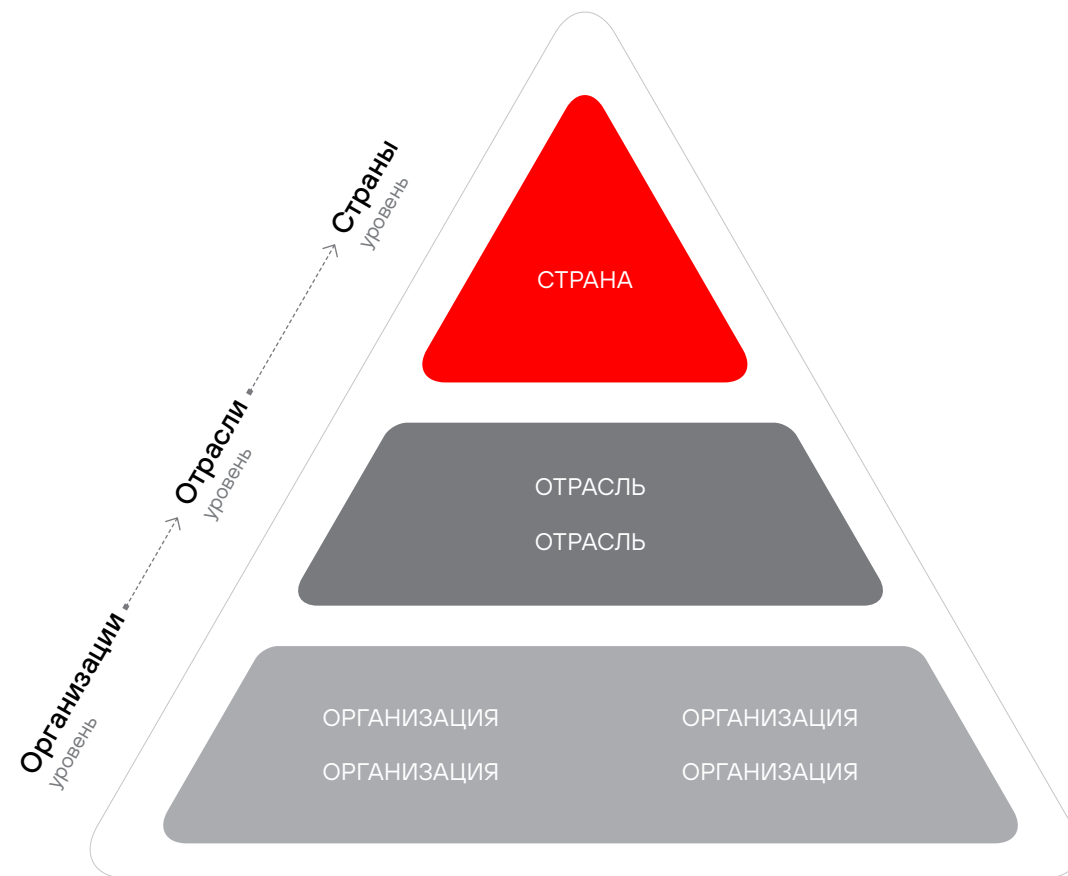 Страны
уровень
СТРАНА
Отрасли
уровень
ОТРАСЛЬ
ОТРАСЛЬ
Организации
уровень
ОРГАНИЗАЦИЯ ОРГАНИЗАЦИЯ
ОРГАНИЗАЦИЯ ОРГАНИЗАЦИЯ